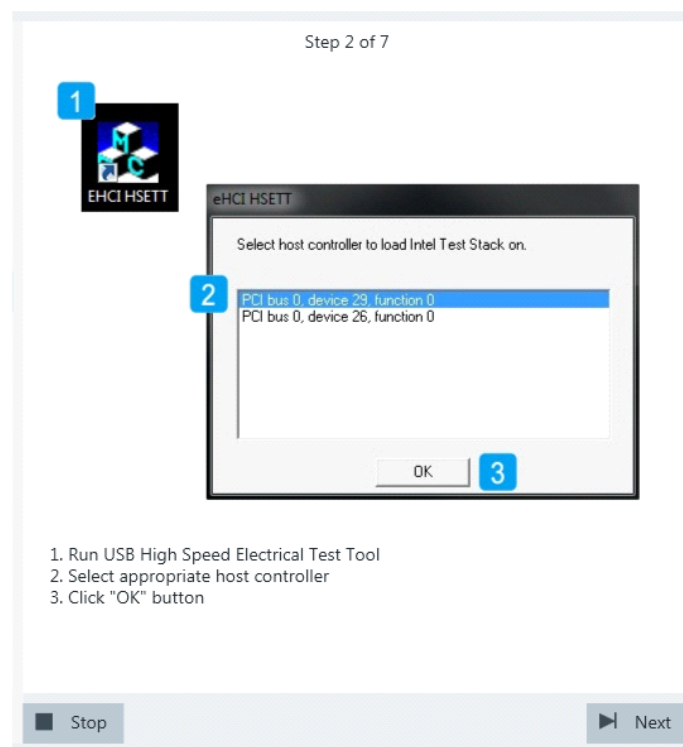 Step 2 of 7
1
EHCI HSETT
eHCI HSETT
Select host controller to load Intel Test Stack on.
2
PCI bus 0, device 29, function 0
PCI bus 0, device 26, function 0
OK
3
1. Run USB High Speed Electrical Test Tool
2. Select appropriate host controller
3. Click "OK" button
Stop
Next